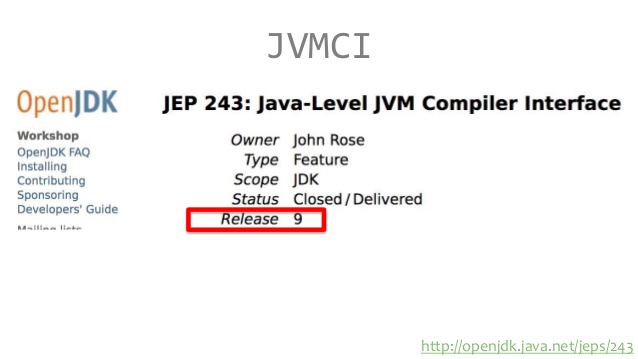 JVMCI
OpenJDK
Workshop
OpenJDK FAQ
Installing
Contributing
Sponsoring
Developers' Guide
Mailing lists
JEP 243: Java-Level JVM Compiler Interface
Owner John Rose
Type Feature
Scope JDK
Status Closed / Delivered
Release 9
http://openjdk.java.net/jeps/243